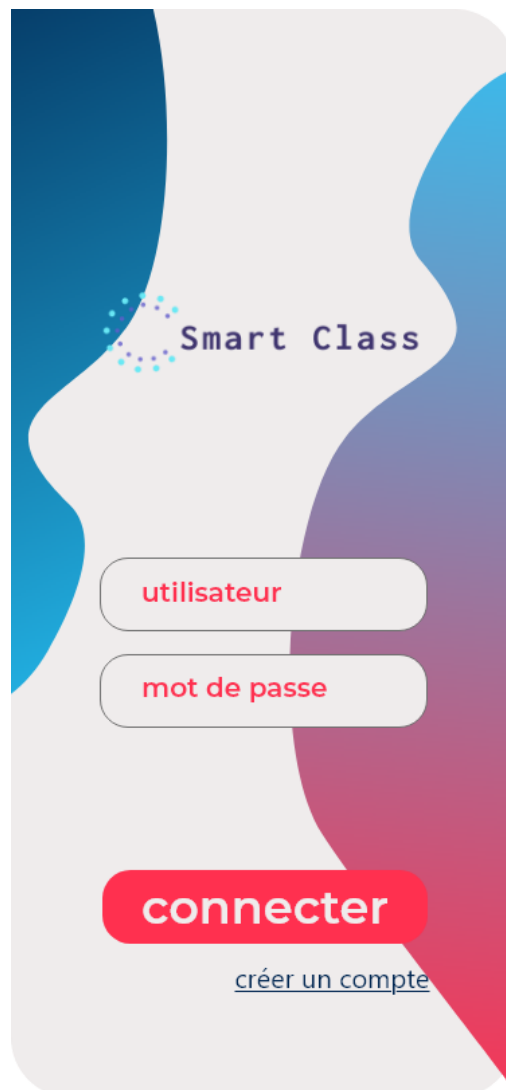 Smart Class
utilisateur
mot de passe
connecter
créer un compte